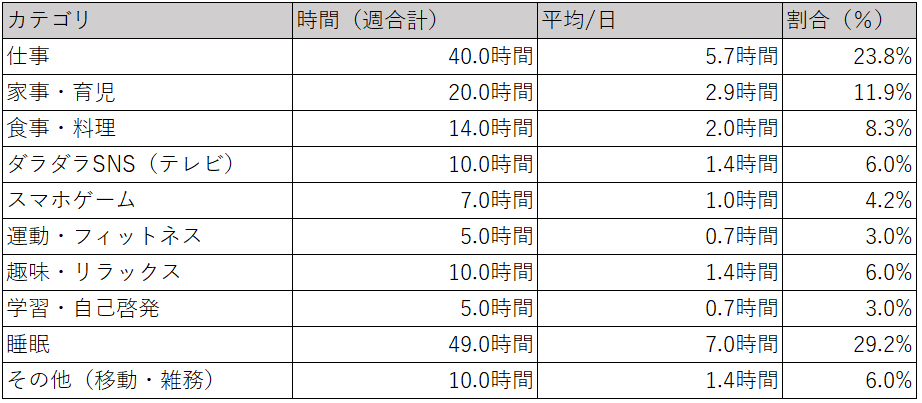 カテゴリ 時間（週合計） 平均/日 割合（%）
仕事 40.0時間 5.7時間 23.8%
家事・育児 20.0時間 2.9時間 11.9%
食事・料理 14.0時間 2.0時間 8.3%
ダラダラSNS（テレビ） 10.0時間 1.4時間 6.0%
スマホゲーム 7.0時間 1.0時間 4.2%
運動・フィットネス 5.0時間 0.7時間 3.0%
趣味・リラックス 10.0時間 1.4時間 6.0%
学習・自己啓発 5.0時間 0.7時間 3.0%
睡眠 49.0時間 7.0時間 29.2%
その他（移動・雑務） 10.0時間 1.4時間 6.0%